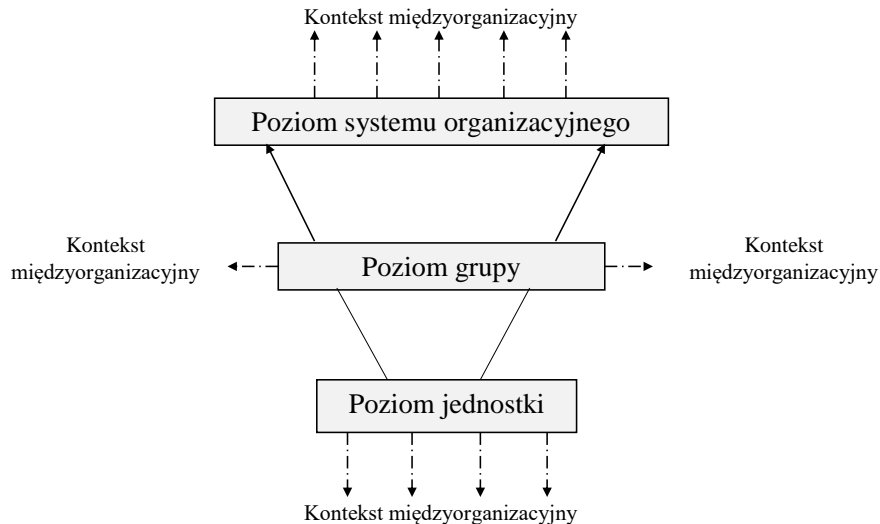 Kontekst międzyorganizacyjny
Poziom systemu organizacyjnego
Kontekst
międzyorganizacyjny
Poziom grupy
Kontekst
międzyorganizacyjny
Poziom jednostki
Kontekst międzyorganizacyjny